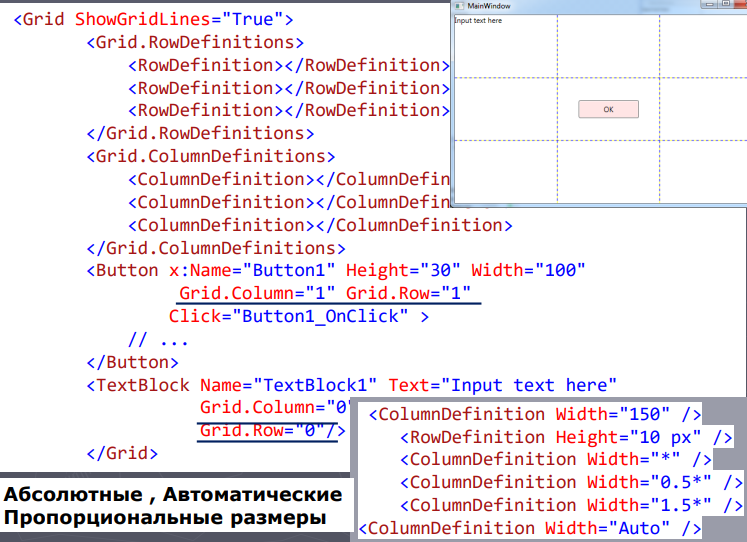 <Grid ShowGridLines="True">
<Grid.RowDefinitions>
<RowDefinition></RowDefinition>
<RowDefinition></RowDefinition>
<RowDefinition></RowDefinition>
</Grid.RowDefinitions>
<Grid.ColumnDefinitions>
<ColumnDefinition></ColumnDefin
<ColumnDefinition></ColumnDefin
<ColumnDefinition></ColumnDefinition>
</Grid.ColumnDefinitions>
<Button x:Name="Button1" Height="30" Width="100"
Grid.Column="1" Grid.Row="1"
Click="Button1_OnClick" >
// ...
</Button>
<TextBlock Name="TextBlock1" Text="Input text here"
Grid.Column="0"
Grid.Row="0"/>
</Grid>
MainWindow
Input text here
OK
<ColumnDefinition Width="150" />
<RowDefinition Height="10 px" />
<ColumnDefinition Width="*" />
<ColumnDefinition Width="0.5*" />
<ColumnDefinition Width="1.5*" />
<ColumnDefinition Width="Auto" />
Абсолютные , Автоматические
Пропорциональные размеры